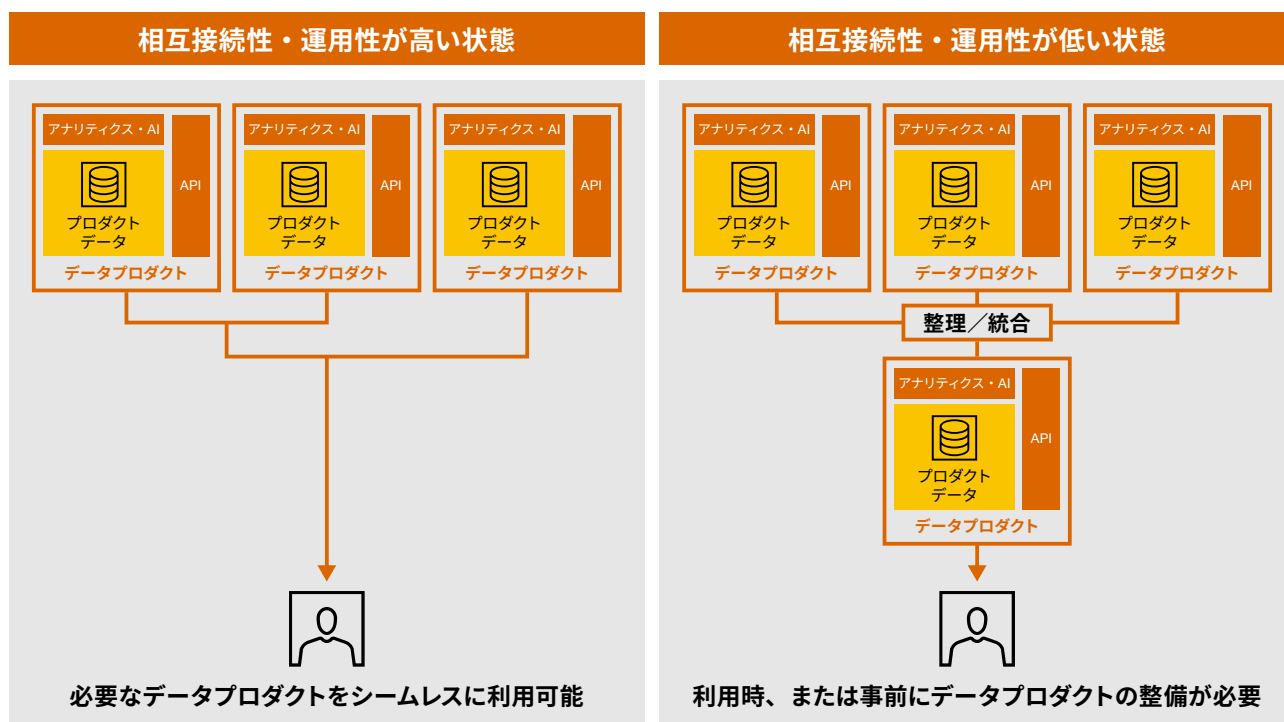 相互接続性・運用性が高い状態
アナリティクス・AI
API
プロダクト
データ
データプロダクト
アナリティクス・AI
API
プロダクト
データ
データプロダクト
アナリティクス・AI
API
プロダクト
データ
データプロダクト
必要なデータプロダクトをシームレスに利用可能
相互接続性・運用性が低い状態
アナリティクス・AI
API
プロダクト
データ
データプロダクト
アナリティクス・AI
API
プロダクト
データ
データプロダクト
アナリティクス・AI
API
プロダクト
データ
データプロダクト
整理／統合
アナリティクス・AI
API
プロダクト
データ
データプロダクト
利用時、または事前にデータプロダクトの整備が必要